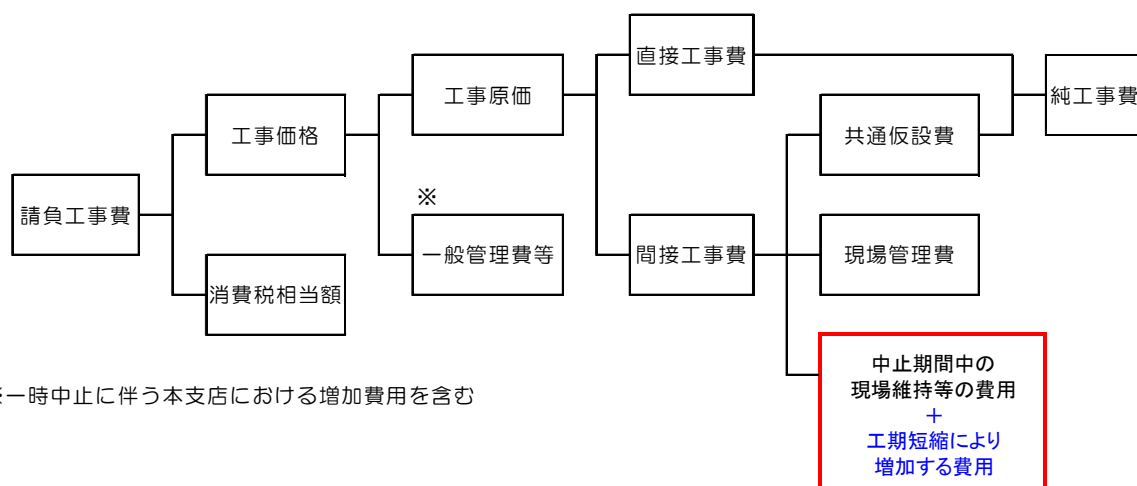 直接工事費
工事原価
純工事費
工事価格
共通仮設費
※
請負工事費
一般管理費等
間接工事費
現場管理費
消費税相当額
中止期間中の
現場維持等の費用
+
工期短縮により
増加する費用
※一時中止に伴う本支店における増加費用を含む